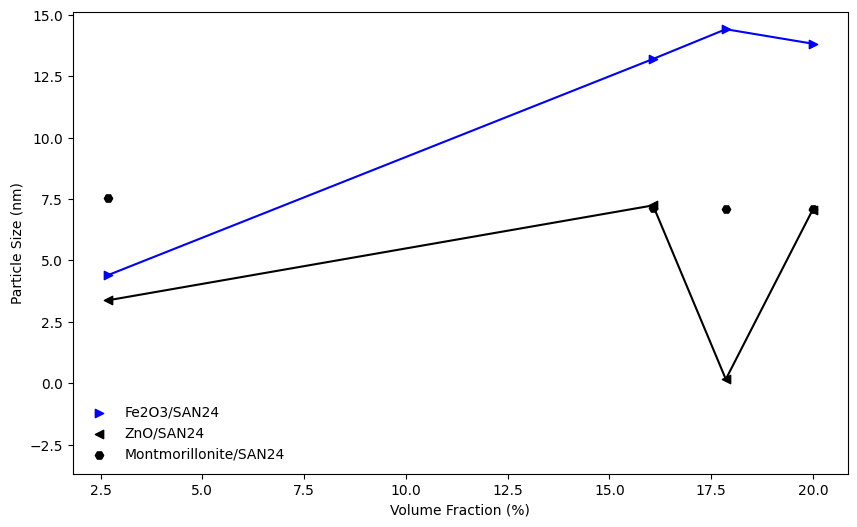 15.0
12.5
10.0
7.5
5.0
2.5
0.0
−2.5
Particle Size (nm)
Fe2O3/SAN24
ZnO/SAN24
Montmorillonite/SAN24
2.5 5.0 7.5 10.0 12.5 15.0 17.5 20.0
Volume Fraction (%)